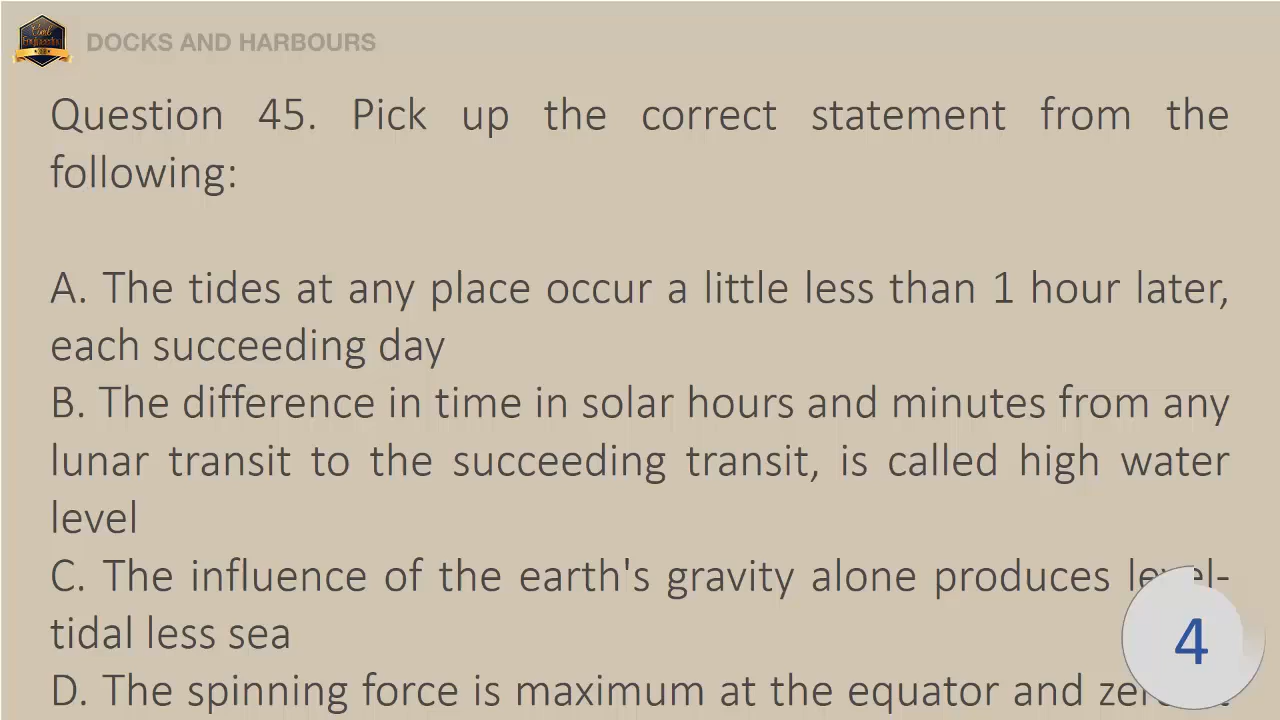 Civil
Engineering
DOCKS AND HARBOURS
Question 45. Pick up the correct statement from the
following:
A. The tides at any place occur a little less than 1 hour later,
each succeeding day
B. The difference in time in solar hours and minutes from any
lunar transit to the succeeding transit, is called high water
level
C. The influence of the earth's gravity alone produces level-
tidal less sea
D. The spinning force is maximum at the equator and
4